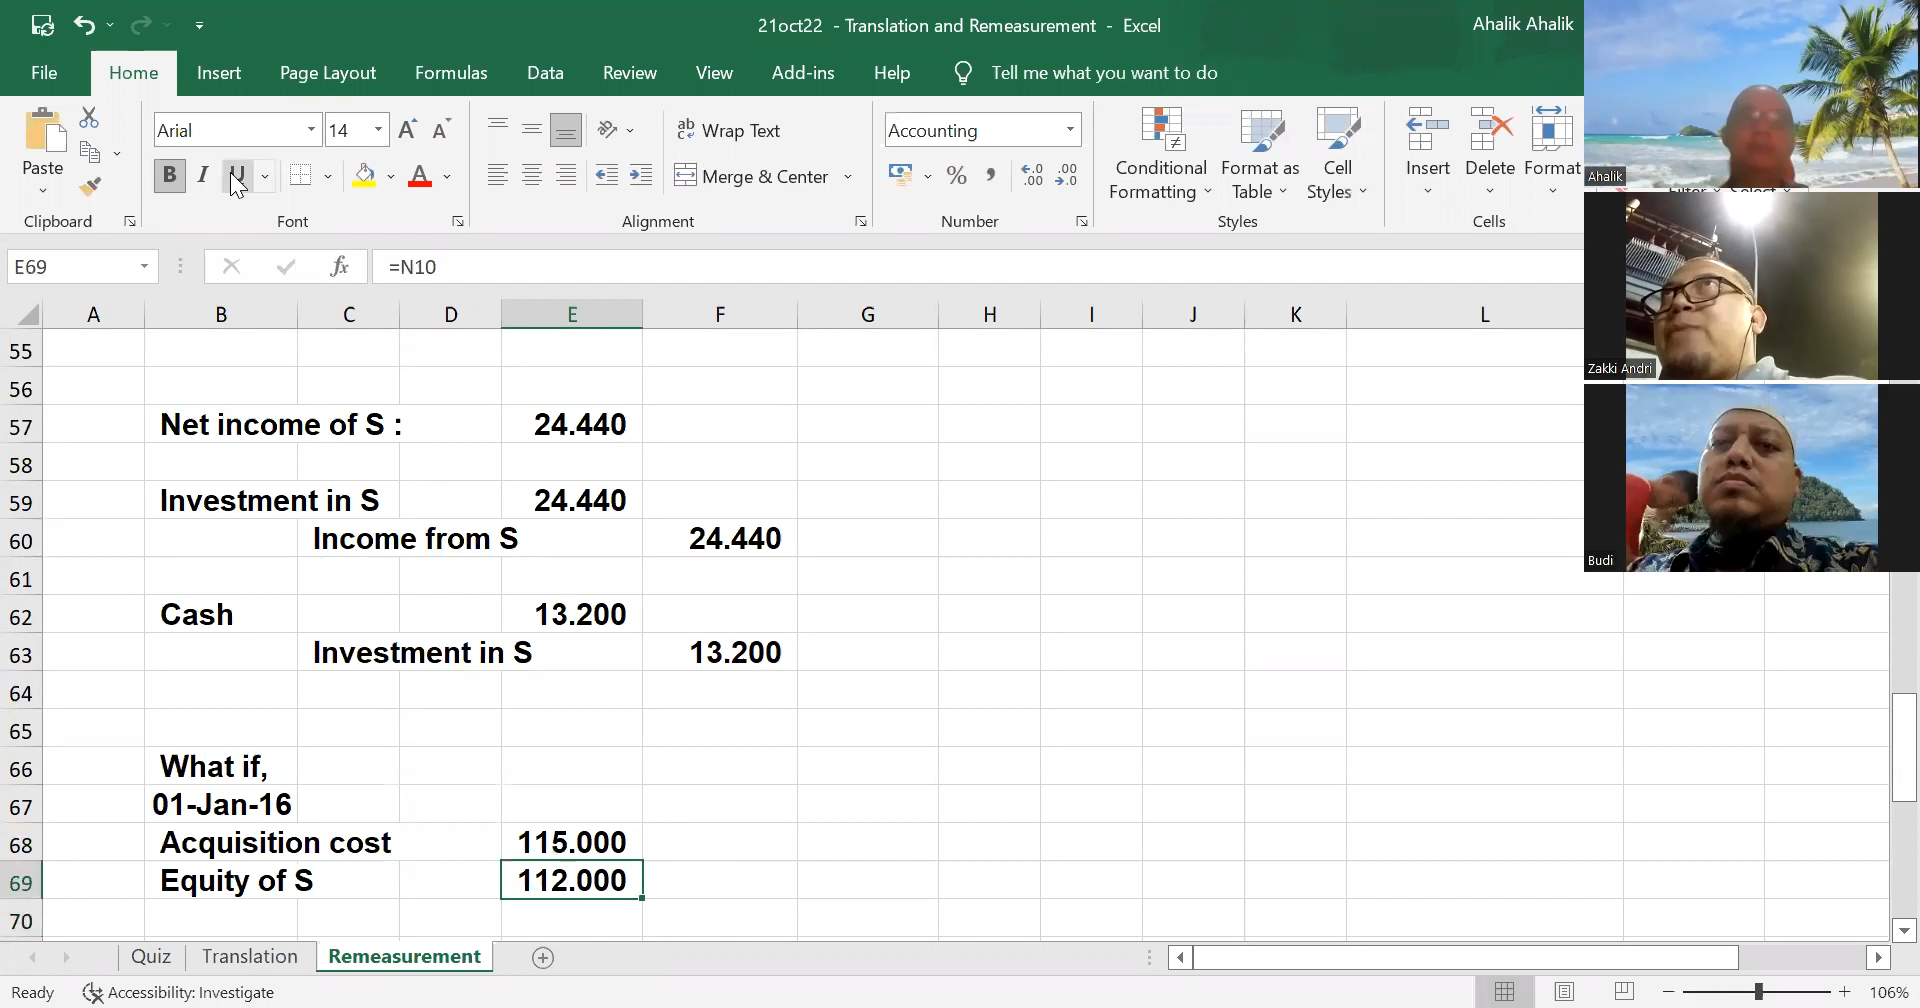 21oct22 - Translation and Remeasurement - Excel
Ahalik Ahalik
File Home Insert Page Layout Formulas Data Review View Add-ins Help Tell me what you want to do
Arial 14
Wrap Text
Accounting
Paste
Merge & Center
Conditional Formatting
Format as Table
Cell Styles
Insert Delete Format
Clipboard Font Alignment Number Styles Cells
E69
=N10
A B C D E F G H I J K L
55
56
57 Net income of S : 24.440
58
59 Investment in S 24.440
60 Income from S 24.440
61
62 Cash 13.200
63 Investment in S 13.200
64
65
66 What if,
67 01-Jan-16
68 Acquisition cost 115.000
69 Equity of S 112.000
70
Quiz Translation Remeasurement
Ready Accessibility: Investigate
106%
Ahalik
Zakki Andri
Budi